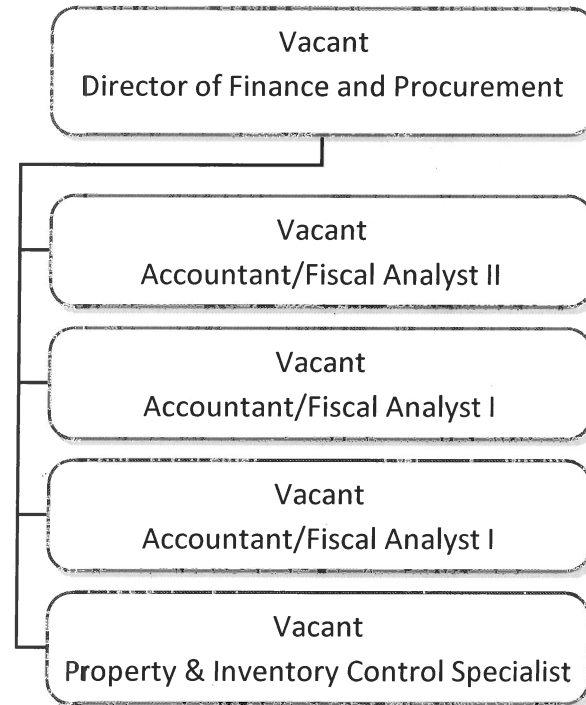 Vacant
Director of Finance and Procurement
Vacant
Accountant/Fiscal Analyst II
Vacant
Accountant/Fiscal Analyst I
Vacant
Accountant/Fiscal Analyst I
Vacant
Property & Inventory Control Specialist